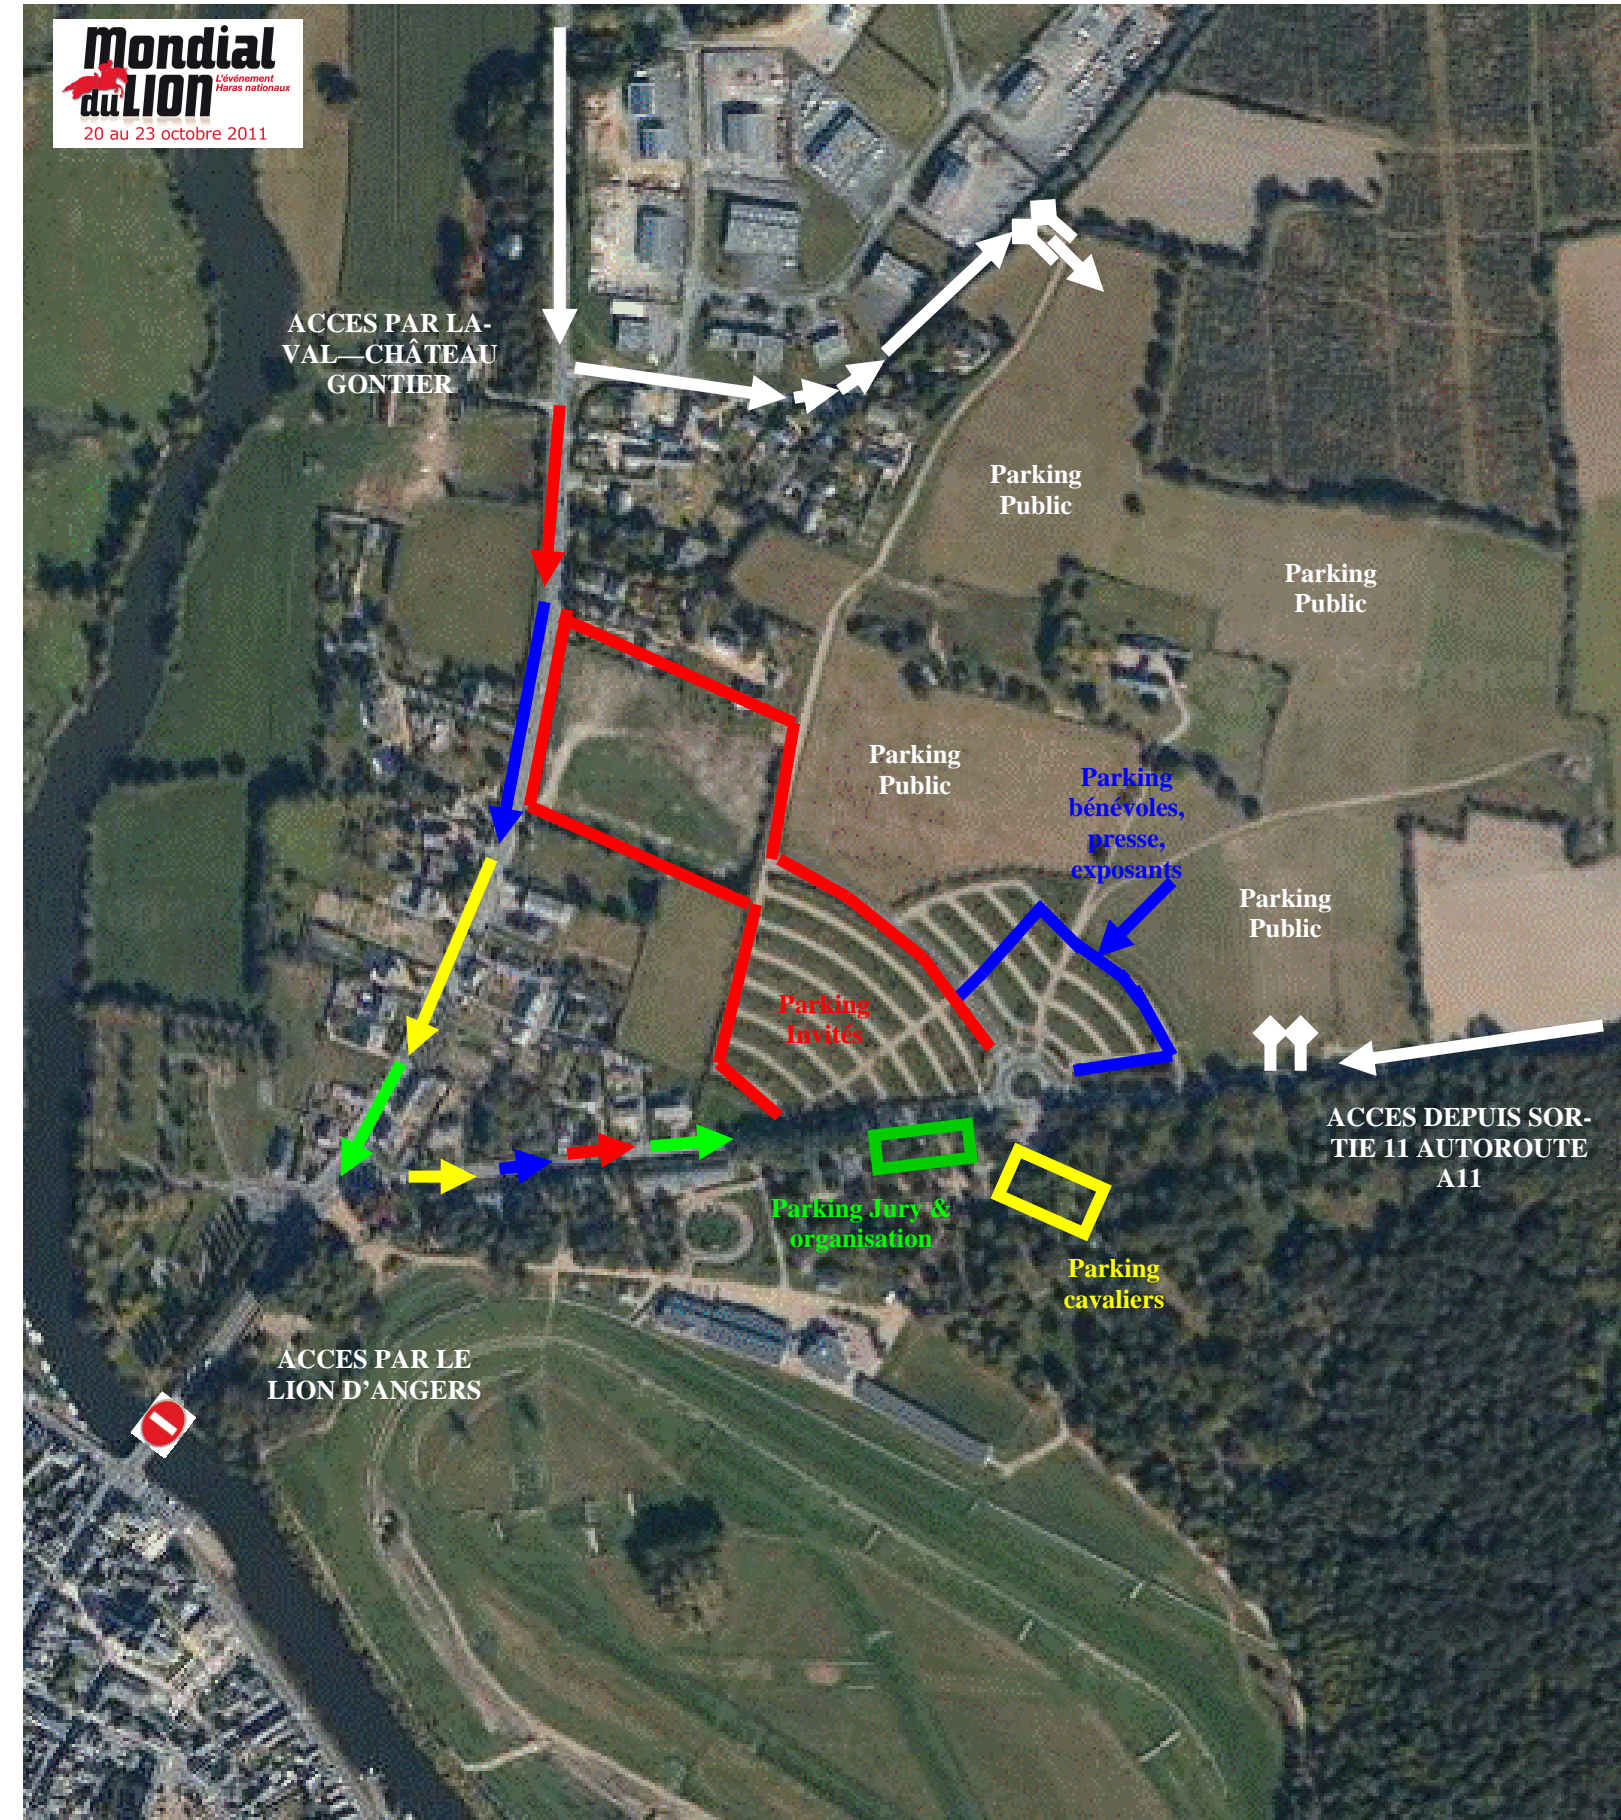 Mondial
du LION
L'événement
Haras nationaux
20 au 23 octobre 2011
ACCES PAR LA-
VAL—CHÂTEAU
GONTIER
Parking
Public
Parking
Public
Parking
Public
Parking
bénévoles,
presse,
exposants
Parking
Public
Parking
Invités
ACCES DEPUIS SOR-
TIE 11 AUTOROUTE
A11
Parking Jury &
organisation
Parking
cavaliers
ACCES PAR LE
LION D’ANGERS